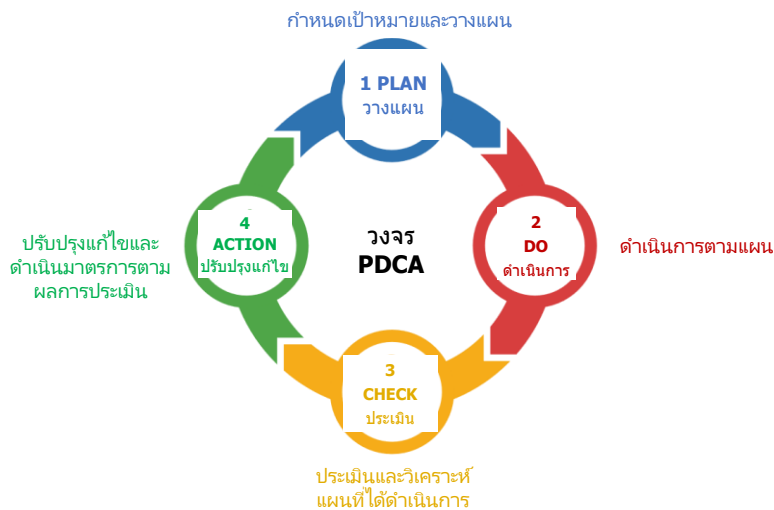 กำหนดเป้าหมายและวางแผน
1 PLAN
วางแผน
2
DO
ดำเนินการ
ดำเนินการตามแผน
3
CHECK
ประเมิน
ประเมินและวิเคราะห์
แผนที่ได้ดำเนินการ
4
ACTION
ปรับปรุงแก้ไข
ปรับปรุงแก้ไขและ
ดำเนินมาตรการตาม
ผลการประเมิน
วงจร
PDCA